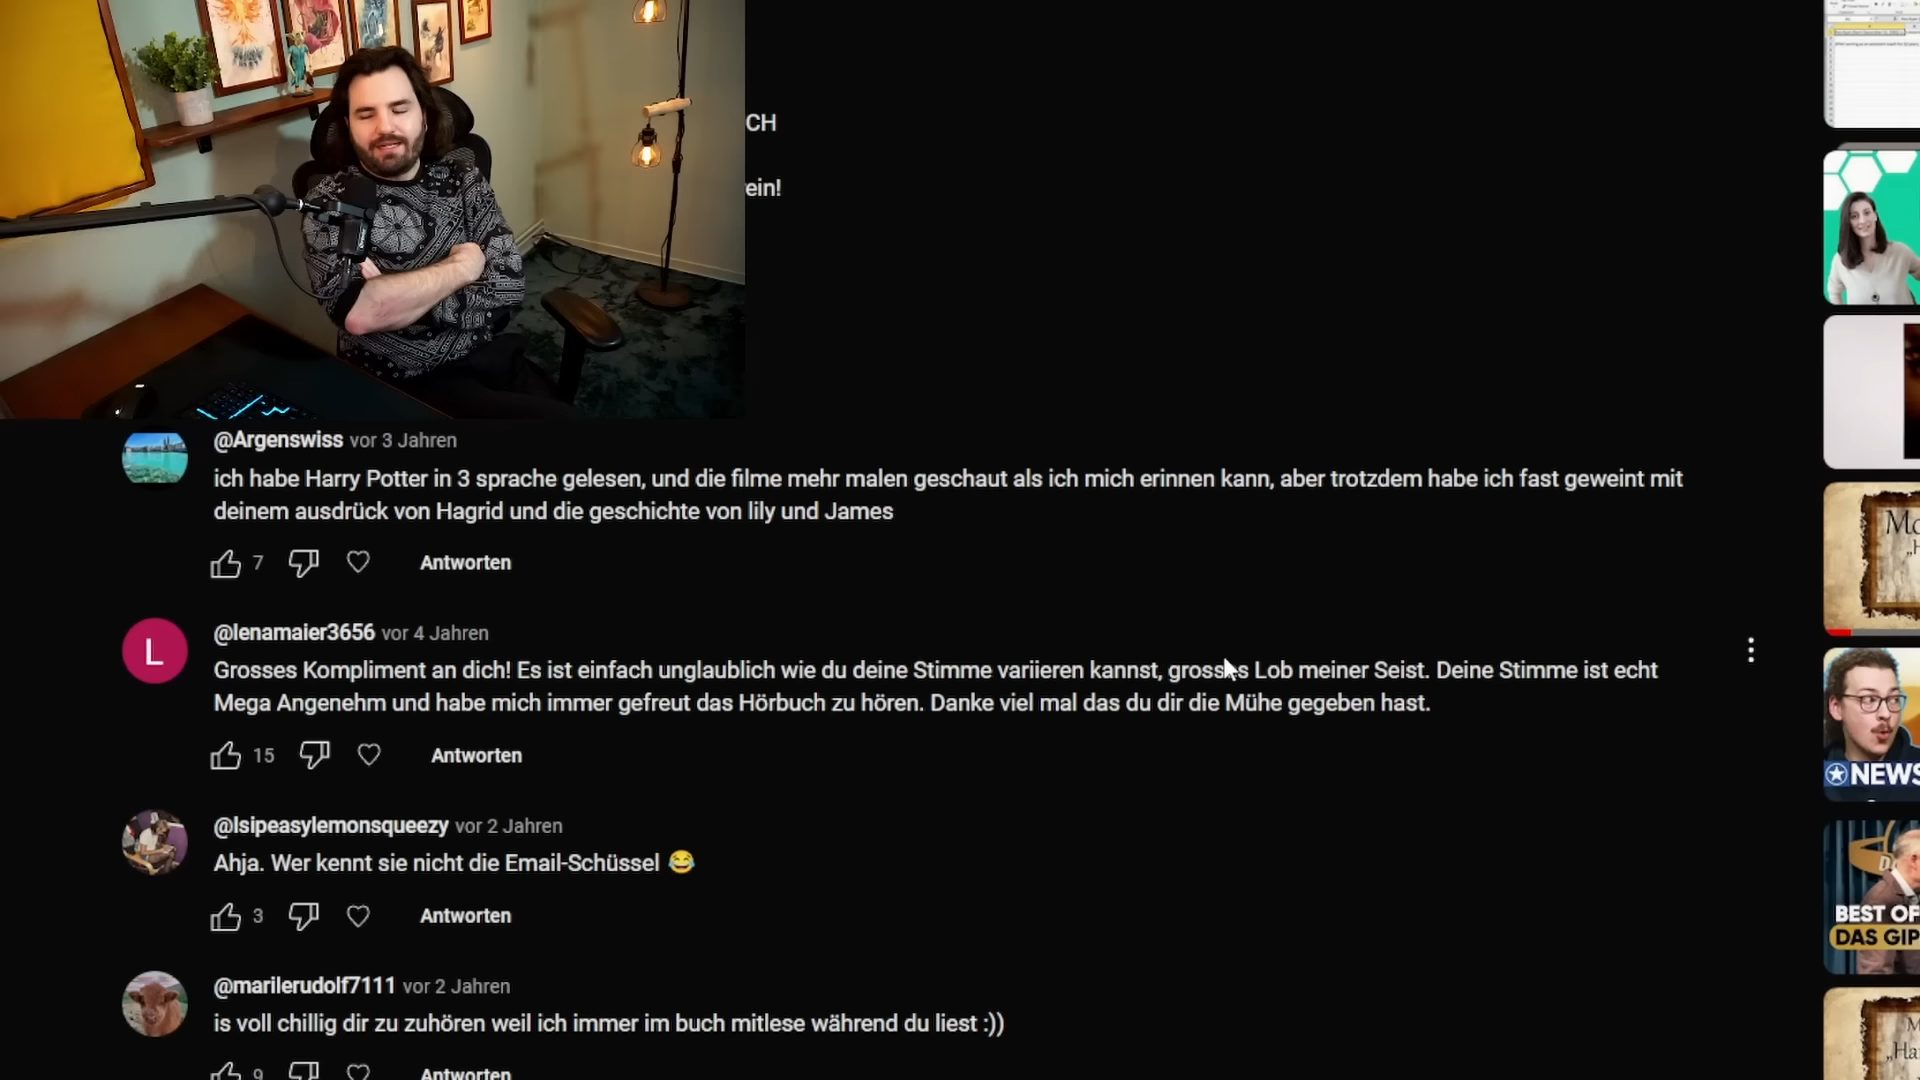 CH
ein!
@Argenswiss vor 3 Jahren
ich habe Harry Potter in 3 sprache gelesen, und die filme mehr malen geschaut als ich mich erinnen kann, aber trotzdem habe ich fast geweint mit
deinem ausdrück von Hagrid und die geschichte von lily und James
7 Antworten
L
@lenamaier3656 vor 4 Jahren
Grosses Kompliment an dich! Es ist einfach unglaublich wie du deine Stimme variieren kannst, grosses Lob meiner Seist. Deine Stimme ist echt
Mega Angenehm und habe mich immer gefreut das Hörbuch zu hören. Danke viel mal das du dir die Mühe gegeben hast.
15 Antworten
@lsipeasylemonsqueezy vor 2 Jahren
Ahja. Wer kennt sie nicht die Email-Schüssel 😂
3 Antworten
@marilerudolf7111 vor 2 Jahren
is voll chillig dir zu zuhören weil ich immer im buch mitlese während du liest :))
9 Antworten
Mo
„H
NEWS
BEST OF
DAS GIP
M
„Ha